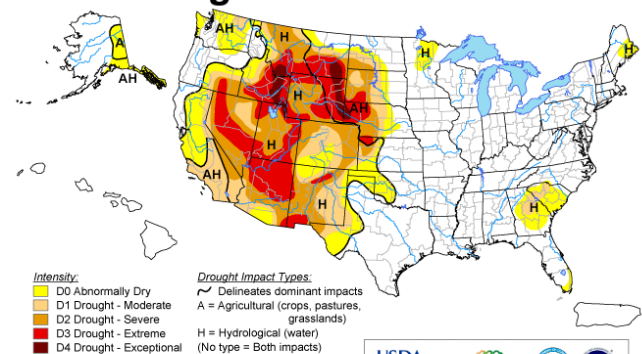 AH
A
AH
H
H
H
H
AH
H
AH
H
H
Intensity:
D0 Abnormally Dry
D1 Drought - Moderate
D2 Drought - Severe
D3 Drought - Extreme
D4 Drought - Exceptional
Drought Impact Types:
Delineates dominant impacts
A = Agricultural (crops, pastures,
grasslands)
H = Hydrological (water)
(No type = Both impacts)
USDA